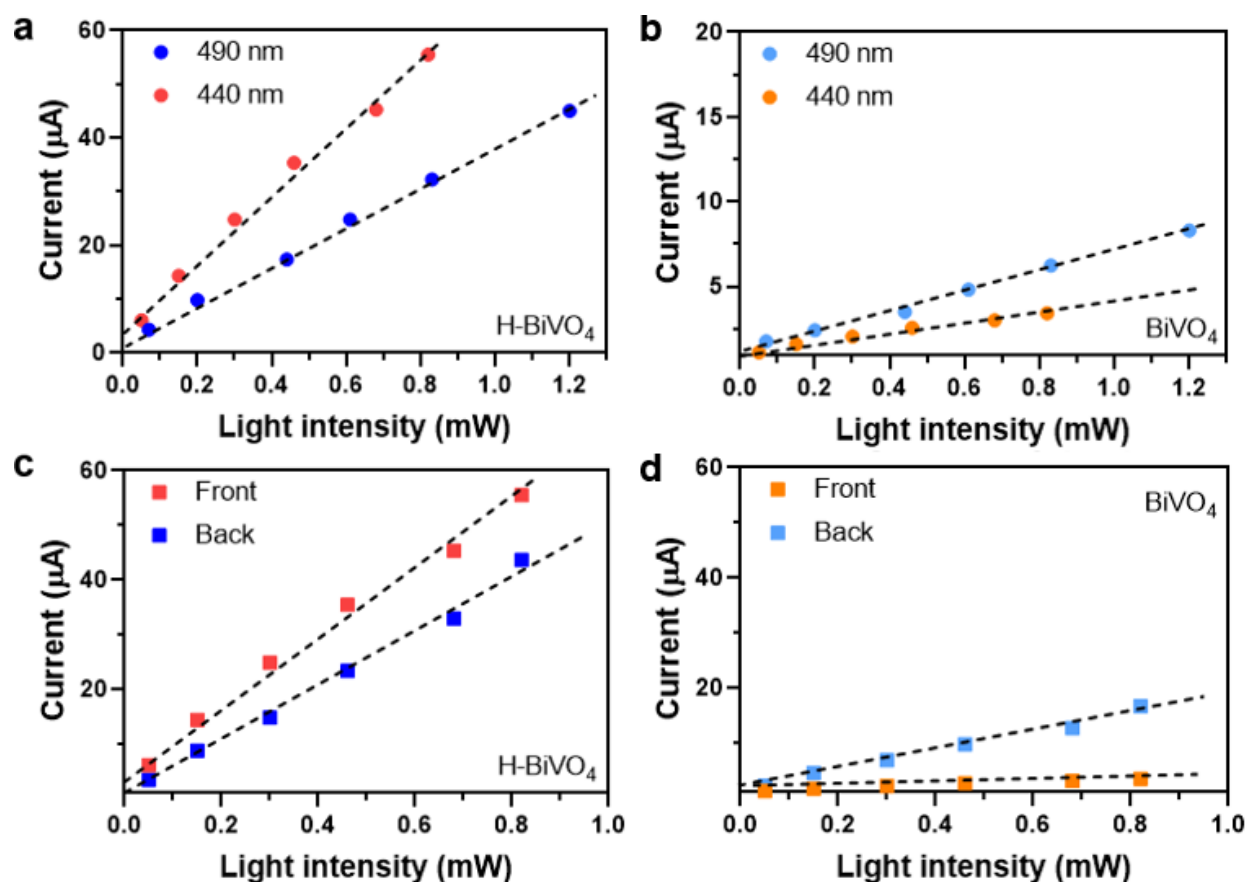 a
60
40
20
0
Current (µA)
490 nm
440 nm
H-BiVO₄
0.0 0.2 0.4 0.6 0.8 1.0 1.2
Light intensity (mW)
b
20
15
10
5
Current (µA)
490 nm
440 nm
BiVO₄
0.0 0.2 0.4 0.6 0.8 1.0 1.2
Light intensity (mW)
c
60
40
20
Current (µA)
Front
Back
H-BiVO₄
0.0 0.2 0.4 0.6 0.8 1.0
Light intensity (mW)
d
60
40
20
Current (µA)
Front
Back
BiVO₄
0.0 0.2 0.4 0.6 0.8 1.0
Light intensity (mW)